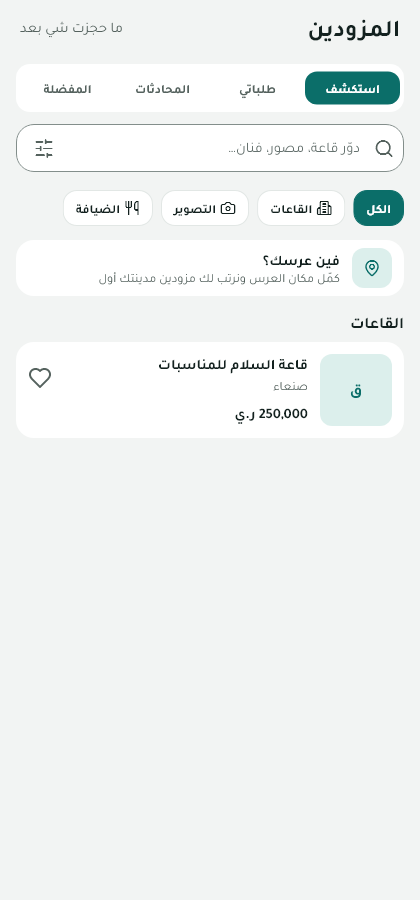 المزودين
ما حجزت شي بعد
استكشف
طلباتي
المحادثات
المفضلة
دوّر قاعة، مصور، فنان…
الكل
القاعات
التصوير
الضيافة
فين عرسك؟
كمّل مكان العرس ونرتب لك مزودين مدينتك أول
القاعات
ق
قاعة السلام للمناسبات
صنعاء
250,000 ر.ي